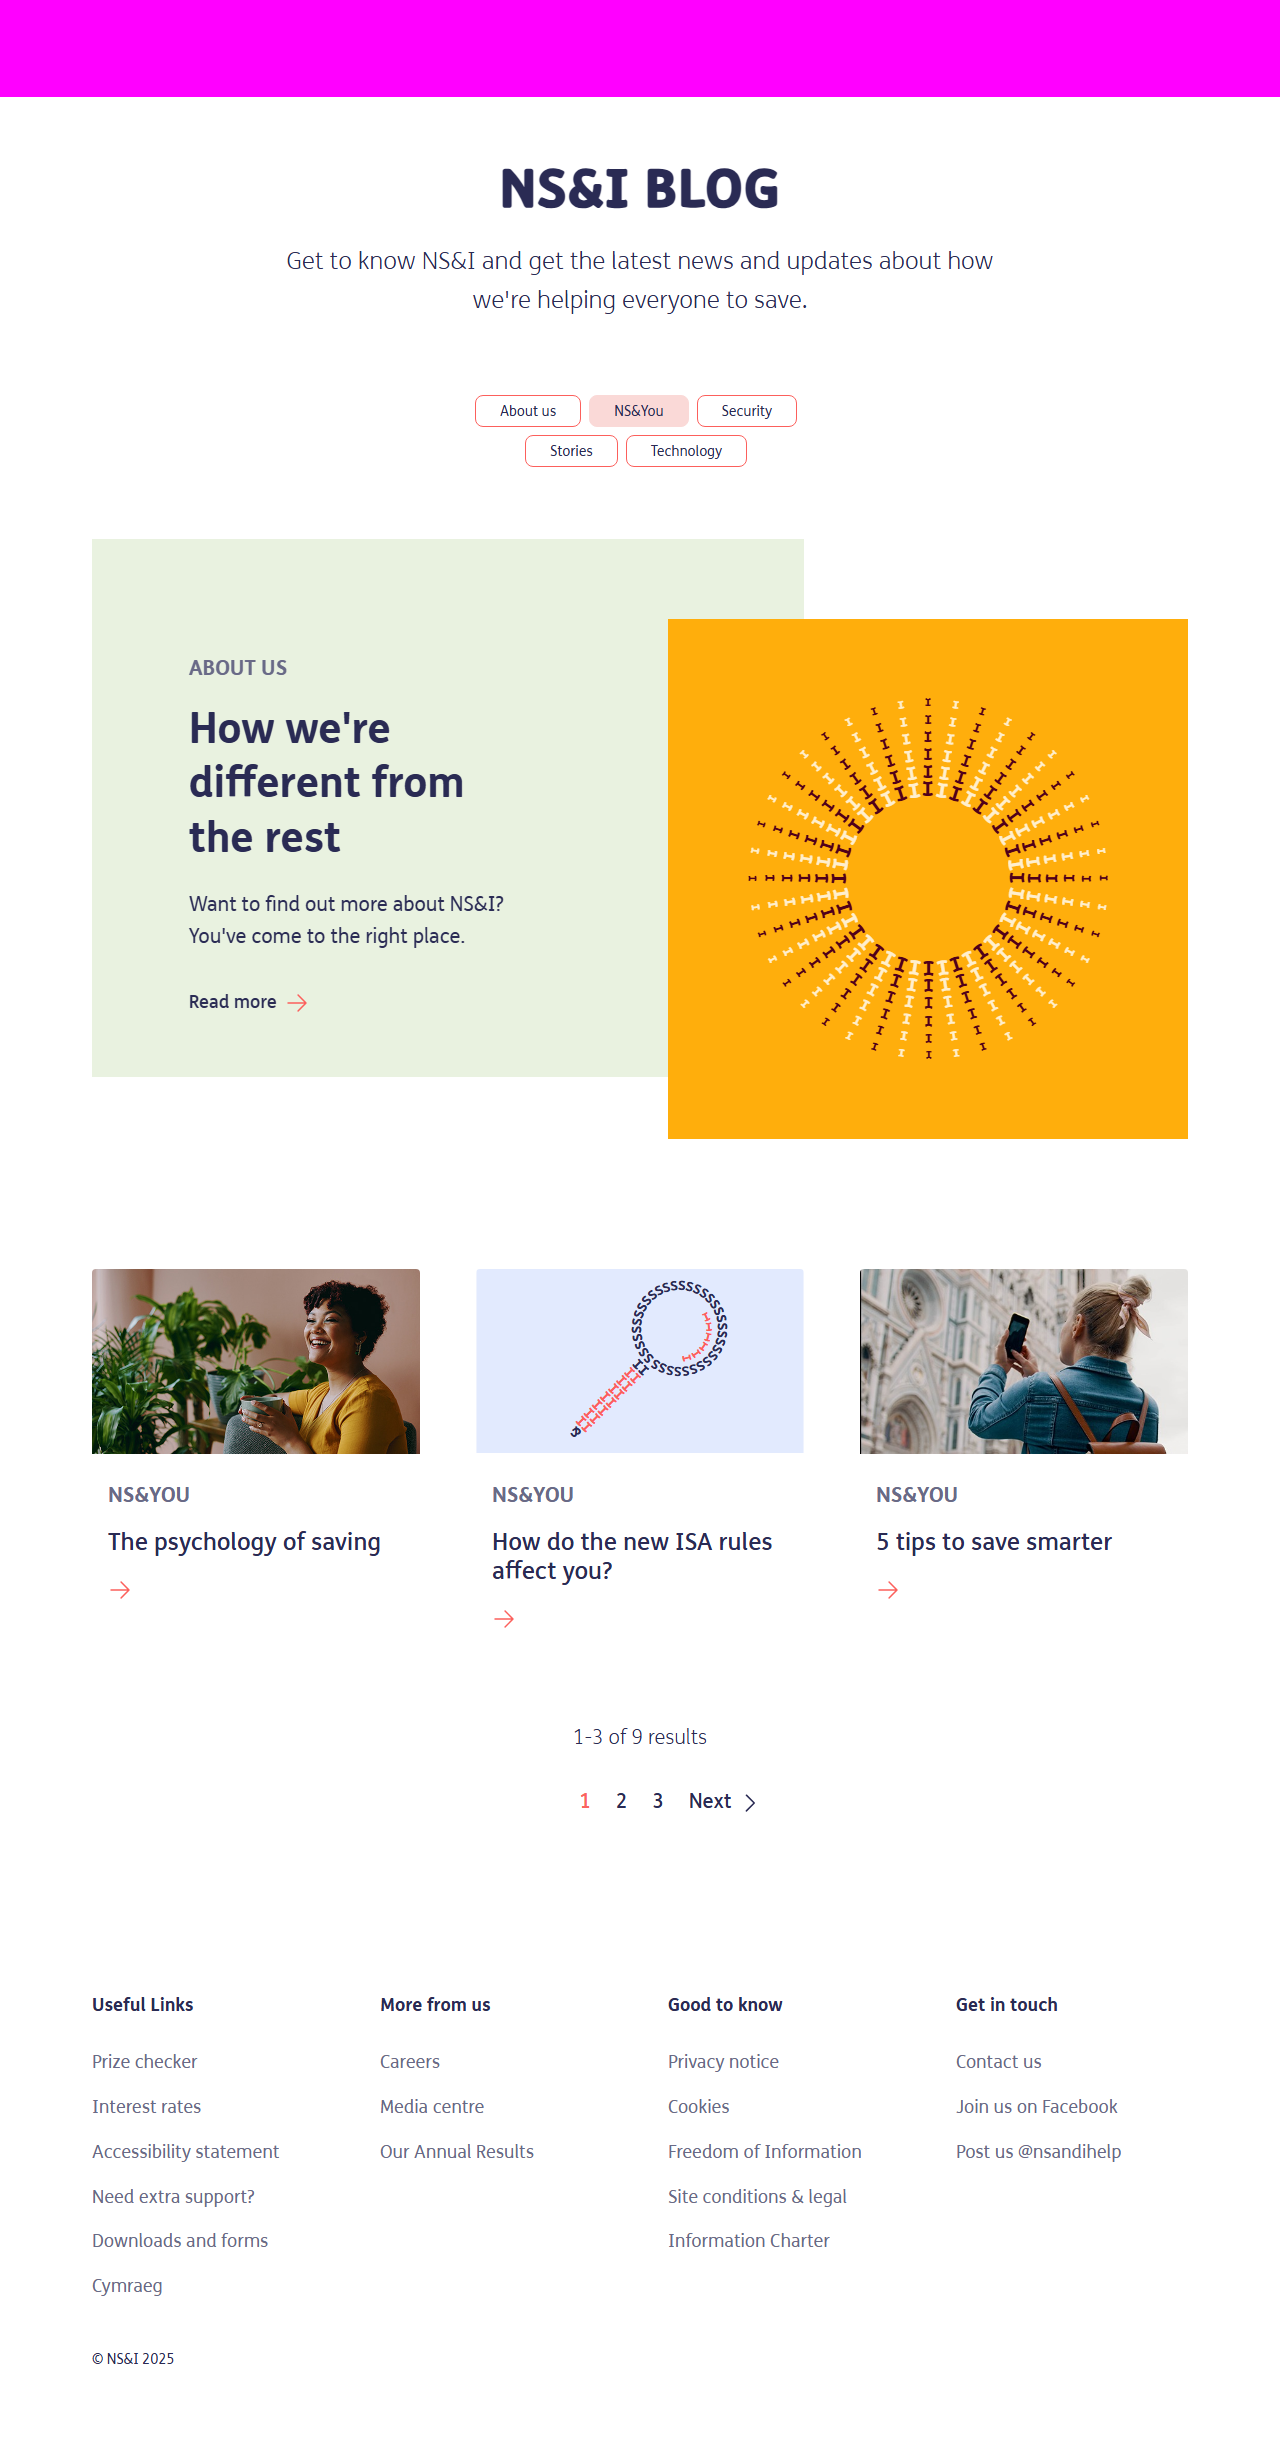 NS&I BLOG
Get to know NS&I and get the latest news and updates about how
we're helping everyone to save.
About us
NS&You
Security
Stories
Technology
ABOUT US
How we're
different from
the rest
Want to find out more about NS&I?
You've come to the right place.
Read more
NS&YOU
The psychology of saving
NS&YOU
How do the new ISA rules
affect you?
NS&YOU
5 tips to save smarter
1-3 of 9 results
1 2 3 Next
Useful Links
Prize checker
Interest rates
Accessibility statement
Need extra support?
Downloads and forms
Cymraeg
More from us
Careers
Media centre
Our Annual Results
Good to know
Privacy notice
Cookies
Freedom of Information
Site conditions & legal
Information Charter
Get in touch
Contact us
Join us on Facebook
Post us @nsandihelp
© NS&I 2025